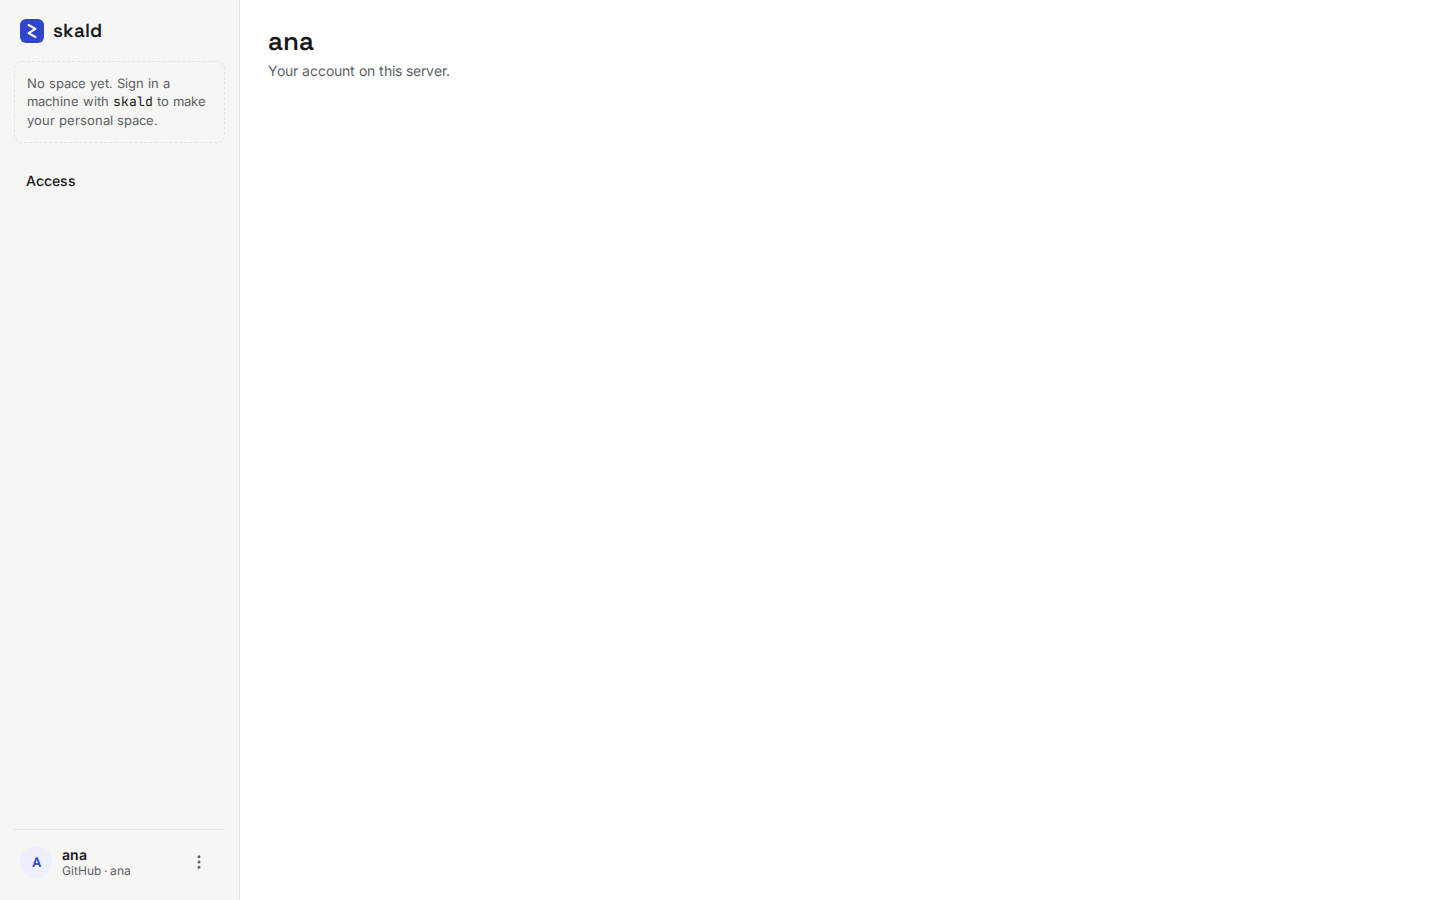 skald
No space yet. Sign in a
machine with skald to make
your personal space.
Access
ana
Your account on this server.
A
ana
GitHub · ana